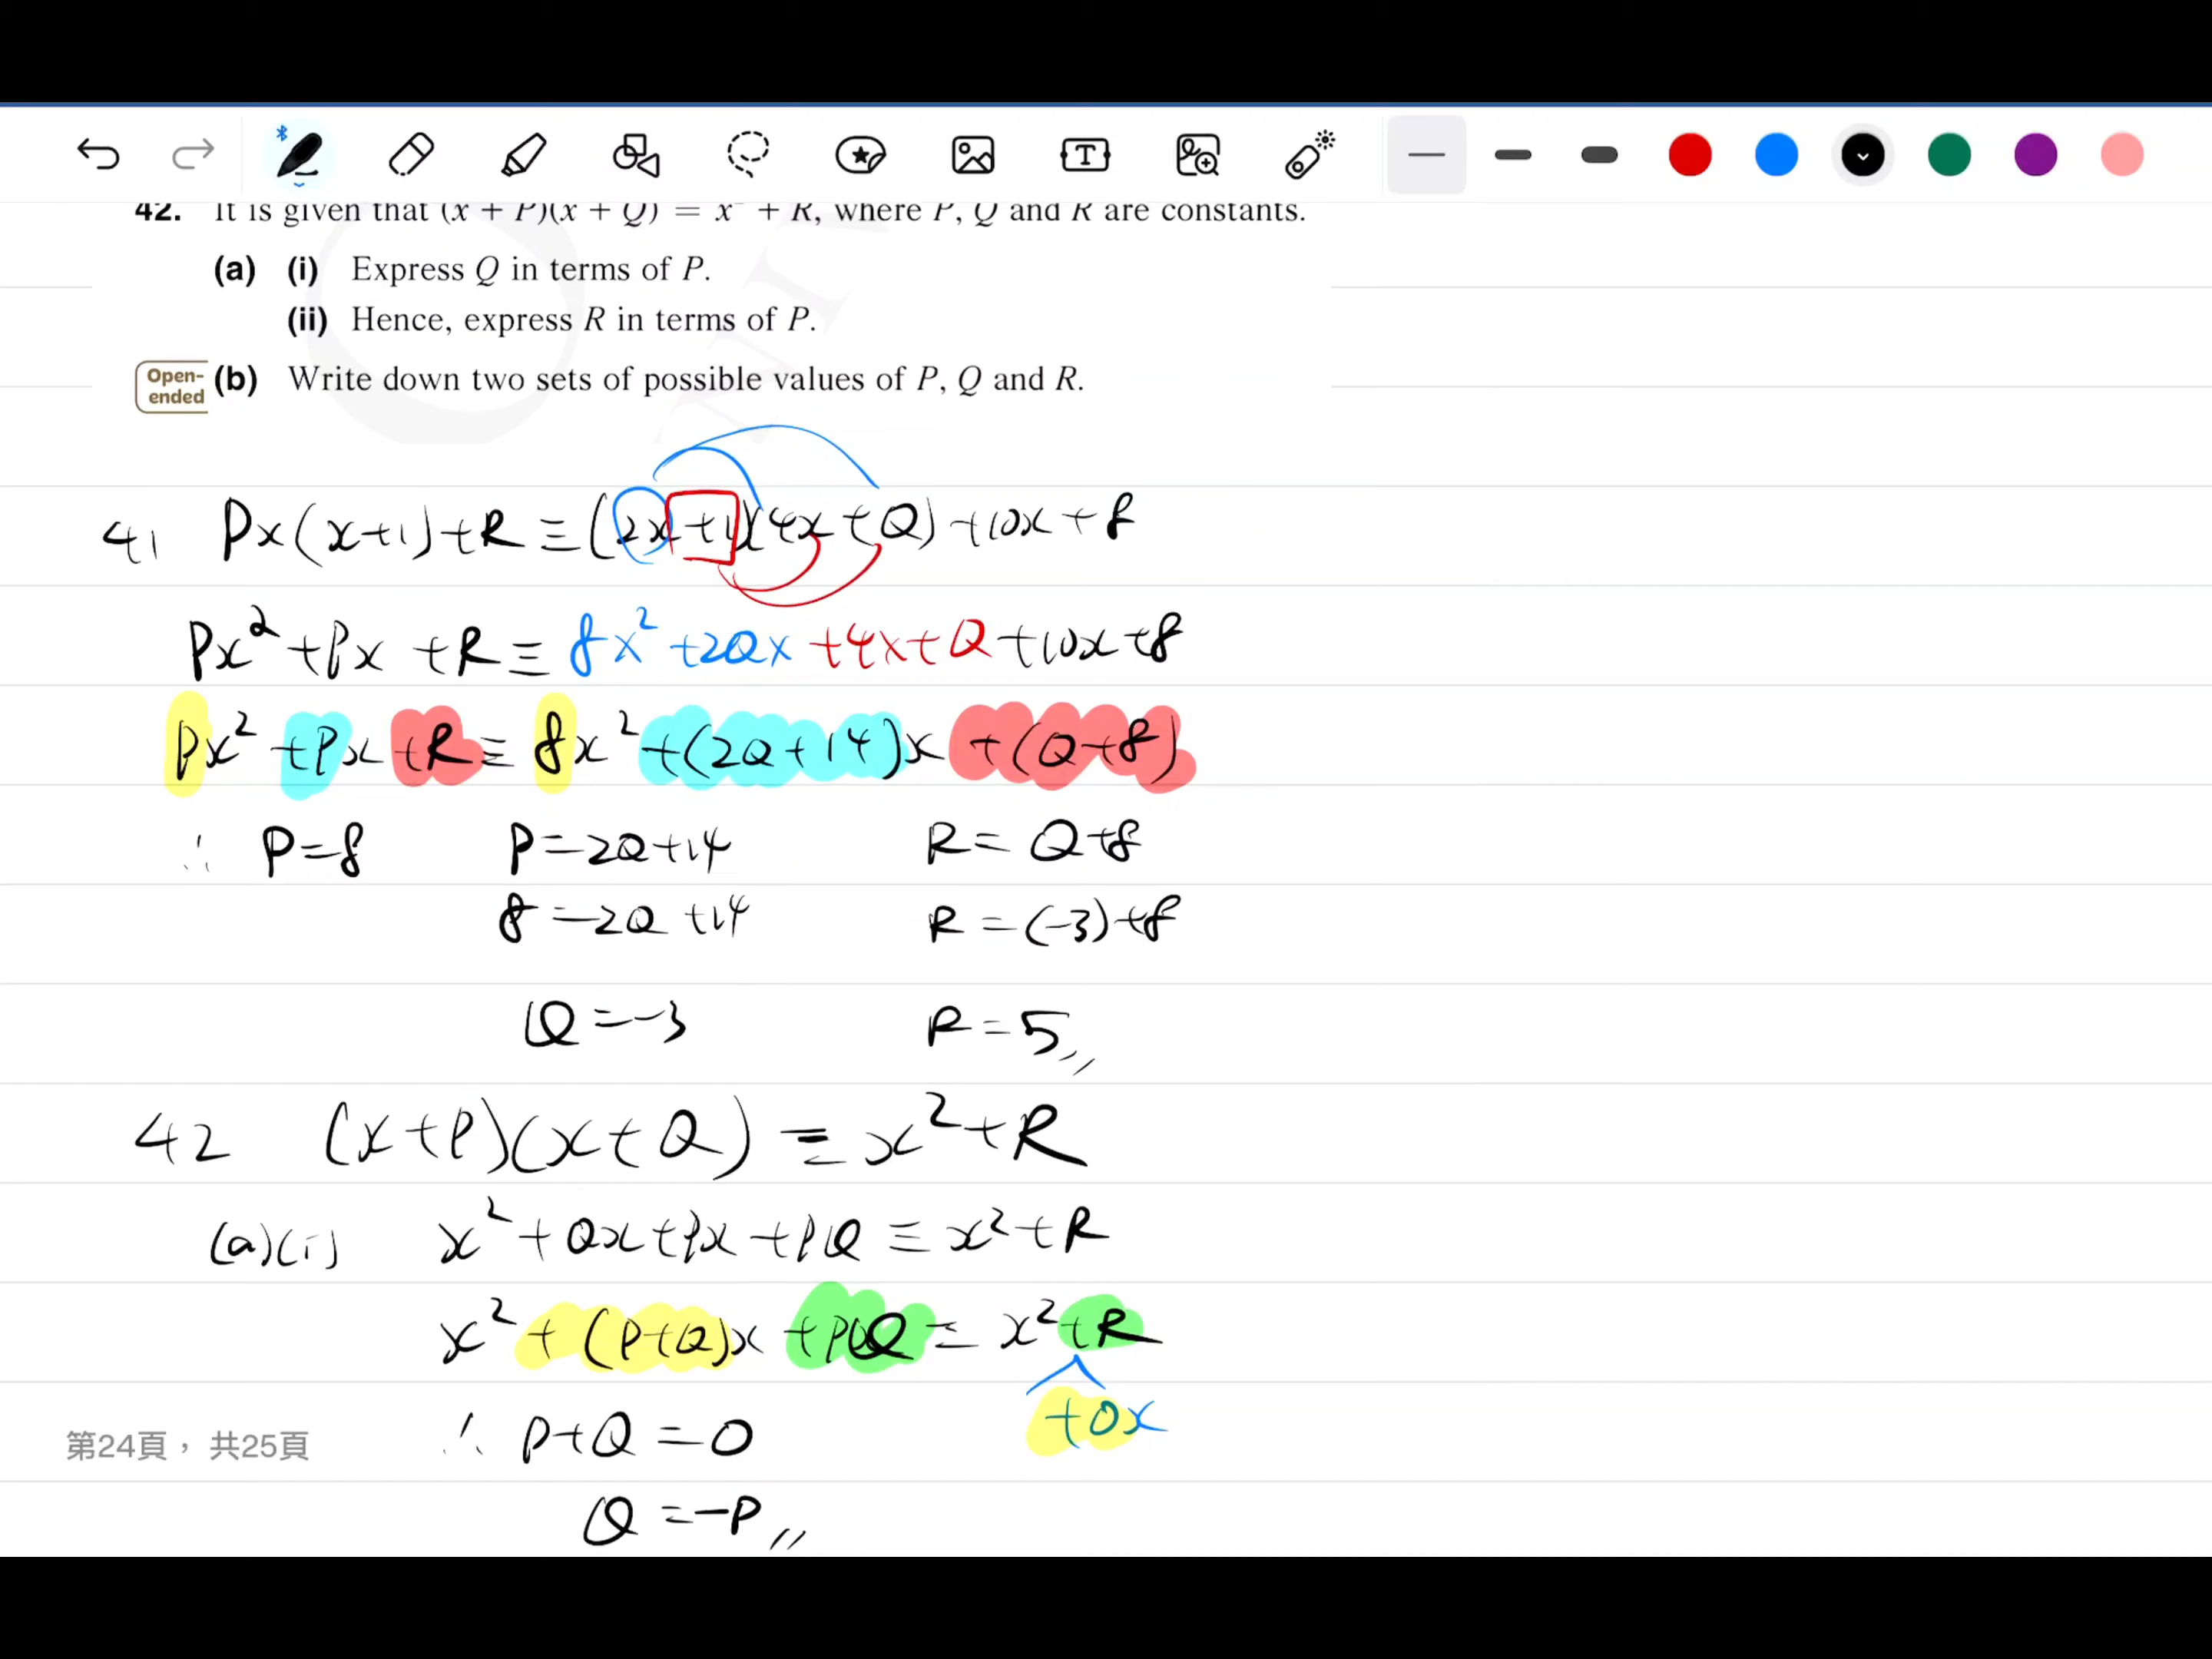 42. It is given that (x + P)(x + Q) ≡ x² + R, where P, Q and R are constants.
(a) (i) Express Q in terms of P.
(ii) Hence, express R in terms of P.
Open-ended (b) Write down two sets of possible values of P, Q and R.
41 Px(x+1)+R ≡ (2x+1)(4x+Q)+10x+8
Px²+Px+R ≡ 8x²+2Qx+4x+Q+10x+8
Px²+Px+R ≡ 8x²+(2Q+14)x+(Q+8)
∴ P=8 P=2Q+14 R=Q+8
8=2Q+14 R=(-3)+8
Q=-3 R=5
42 (x+P)(x+Q) ≡ x²+R
(a)(i) x²+Qx+Px+PQ ≡ x²+R
x²+(P+Q)x+PQ ≡ x²+R
+0x
∴ P+Q=0
第24頁，共25頁
Q=-P